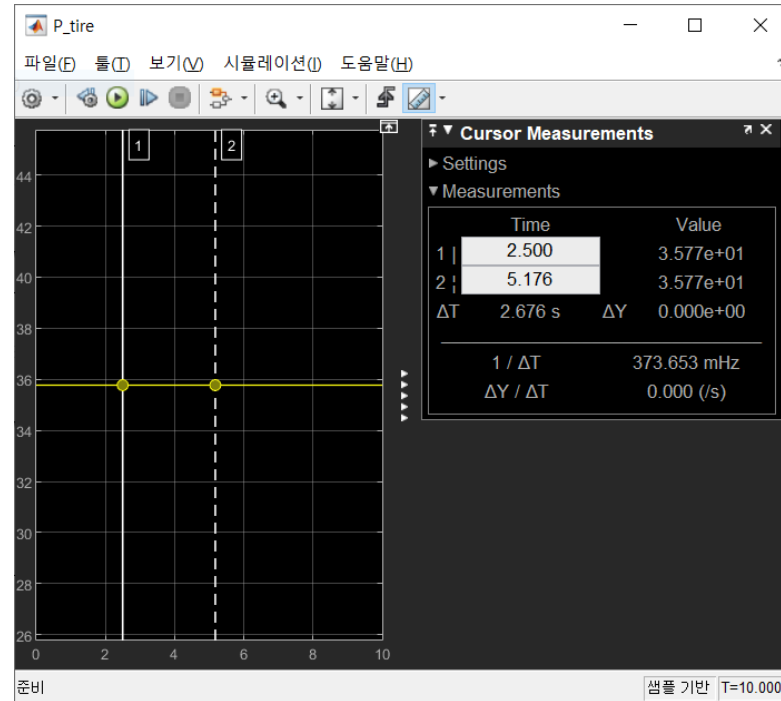 P_tire
파일(F) 툴(T) 보기(V) 시뮬레이션(I) 도움말(H)
1 2
44
42
40
38
36
34
32
30
28
26
0 2 4 6 8 10
Cursor Measurements
Settings
Measurements
Time Value
1 | 2.500 3.577e+01
2 ¦ 5.176 3.577e+01
ΔT 2.676 s ΔY 0.000e+00
1 / ΔT 373.653 mHz
ΔY / ΔT 0.000 (/s)
준비 샘플 기반 T=10.000